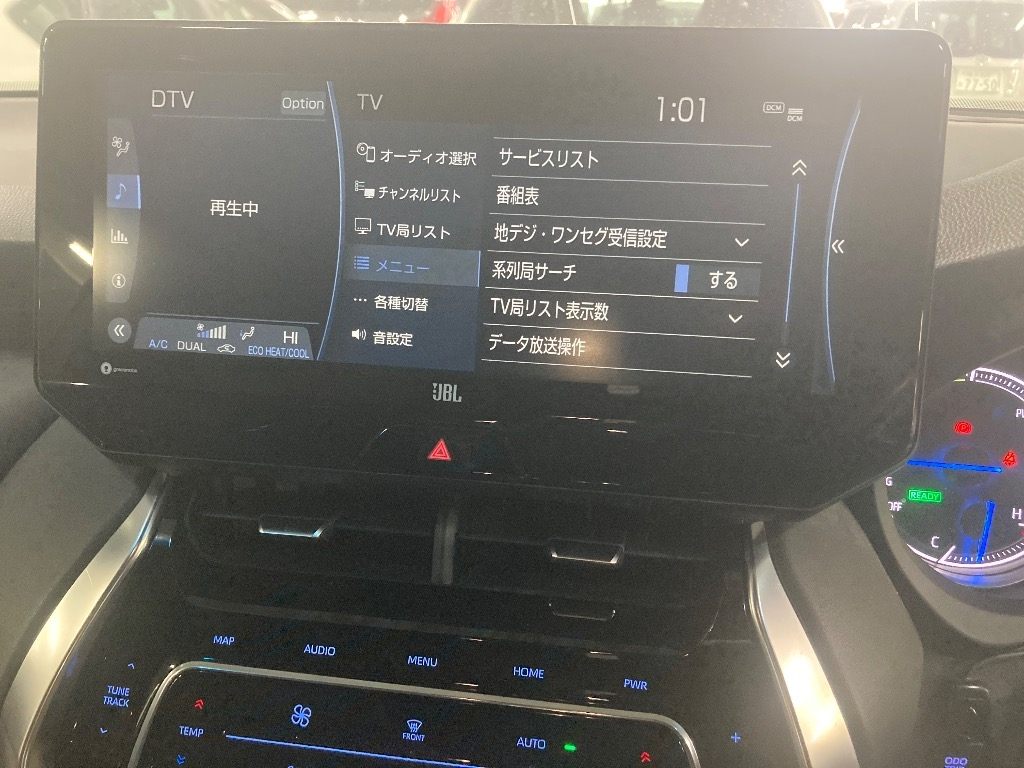 DTV
Option
TV
1:01
DCM
DCM
再生中
オーディオ選択
チャンネルリスト
TV局リスト
メニュー
各種切替
音設定
サービスリスト
番組表
地デジ・ワンセグ受信設定
系列局サーチ
する
TV局リスト表示数
データ放送操作
HI
A/C
DUAL
ECO HEAT/COOL
JBL
READY
C
H
MAP
AUDIO
MENU
HOME
PWR
TUNE
TRACK
TEMP
FRONT
AUTO
ODO